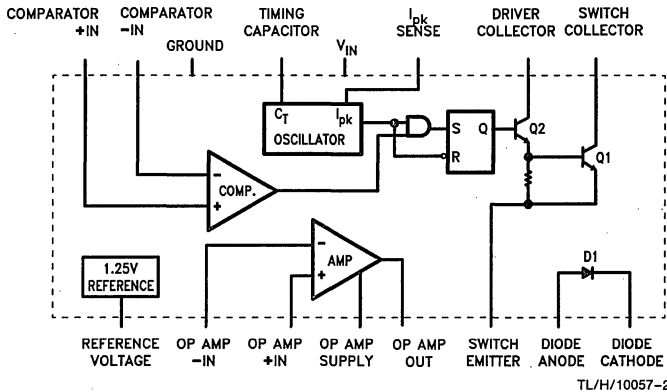 COMPARATOR
+IN
COMPARATOR
-IN
GROUND
TIMING
CAPACITOR
VIN
Ipk
SENSE
DRIVER
COLLECTOR
SWITCH
COLLECTOR
CT
Ipk
OSCILLATOR
S
Q
R
Q2
Q1
-
COMP.
+
-
AMP
+
1.25V
REFERENCE
D1
REFERENCE
VOLTAGE
OP AMP
-IN
OP AMP
+IN
OP AMP
SUPPLY
OP AMP
OUT
SWITCH
EMITTER
DIODE
ANODE
DIODE
CATHODE
TL/H/10057-2